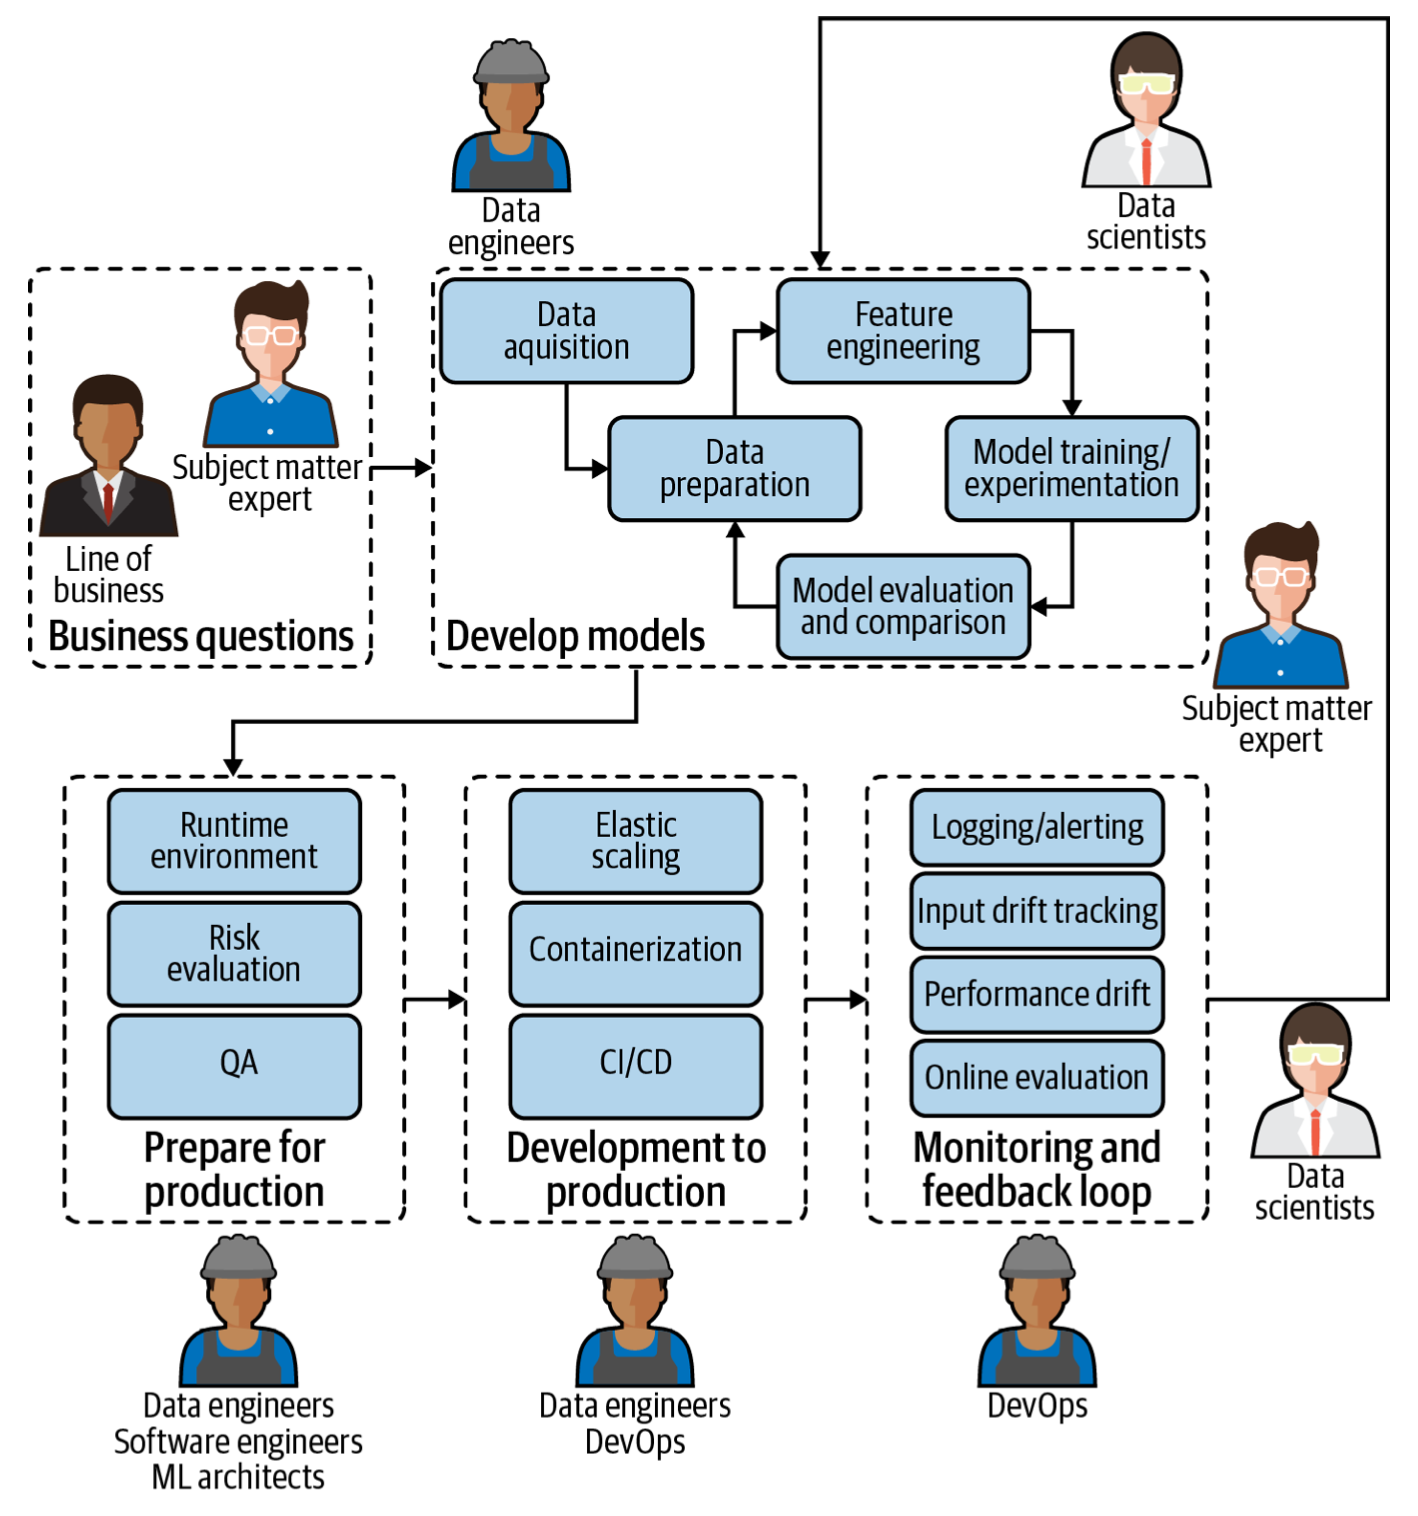 Data
engineers
Data
scientists
Subject matter
expert
Line of
business
Business questions
Data
aquisition
Feature
engineering
Data
preparation
Model training/
experimentation
Model evaluation
and comparison
Develop models
Subject matter
expert
Runtime
environment
Risk
evaluation
QA
Prepare for
production
Elastic
scaling
Containerization
CI/CD
Development to
production
Logging/alerting
Input drift tracking
Performance drift
Online evaluation
Monitoring and
feedback loop
Data
scientists
Data engineers
Software engineers
ML architects
Data engineers
DevOps
DevOps